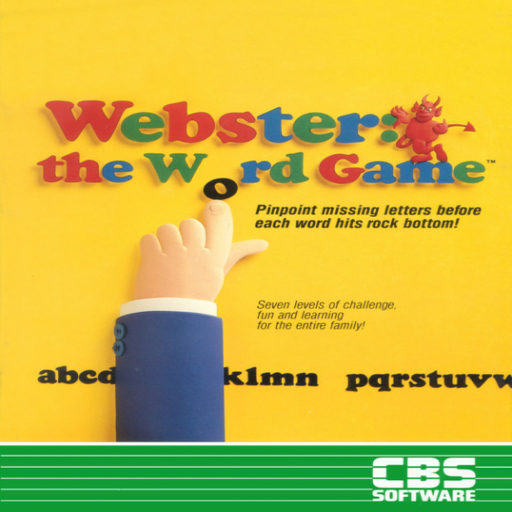 Webster:
the Word Game™
Pinpoint missing letters before
each word hits rock bottom!
Seven levels of challenge,
fun and learning
for the entire family!
abcd klmn pqrstuvw
CBS
SOFTWARE